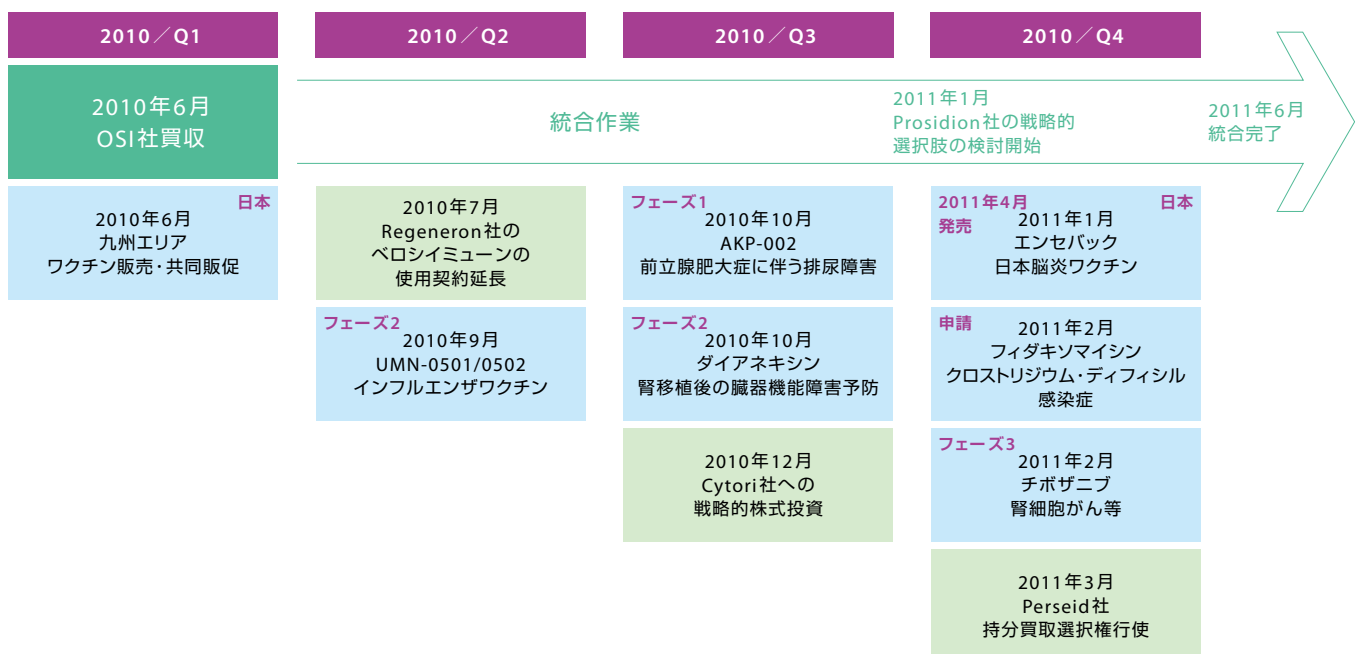 2010／Q1
2010／Q2
2010／Q3
2010／Q4
2010年6月
OSI社買収
統合作業
2011年1月
Prosidion社の戦略的
選択肢の検討開始
2011年6月
統合完了
日本
2010年6月
九州エリア
ワクチン販売・共同販促
2010年7月
Regeneron社の
ベロシイミューンの
使用契約延長
フェーズ2
2010年9月
UMN-0501/0502
インフルエンザワクチン
フェーズ1
2010年10月
AKP-002
前立腺肥大症に伴う排尿障害
フェーズ2
2010年10月
ダイアネキシン
腎移植後の臓器機能障害予防
2010年12月
Cytori社への
戦略的株式投資
2011年4月
発売
日本
2011年1月
エンセバック
日本脳炎ワクチン
申請
2011年2月
フィダキソマイシン
クロストリジウム・ディフィシル
感染症
フェーズ3
2011年2月
チボザニブ
腎細胞がん等
2011年3月
Perseid社
持分買取選択権行使